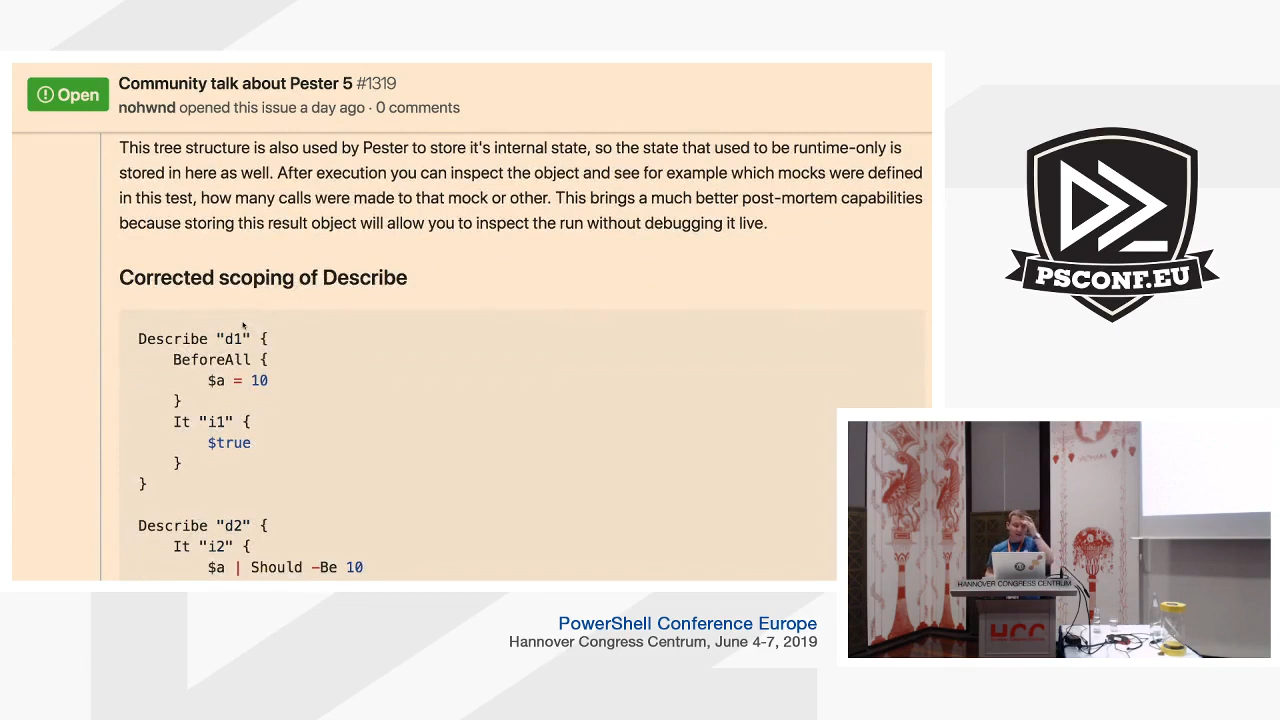 Open
Community talk about Pester 5 #1319
nohwnd opened this issue a day ago · 0 comments
This tree structure is also used by Pester to store it's internal state, so the state that used to be runtime-only is
stored in here as well. After execution you can inspect the object and see for example which mocks were defined
in this test, how many calls were made to that mock or other. This brings a much better post-mortem capabilities
because storing this result object will allow you to inspect the run without debugging it live.
Corrected scoping of Describe
Describe "d1" {
BeforeAll {
$a = 10
}
It "i1" {
$true
}
}
Describe "d2" {
It "i2" {
$a | Should -Be 10
PSCONF.EU
HANNOVER CONGRESS CENTRUM
HCC
PowerShell Conference Europe
Hannover Congress Centrum, June 4-7, 2019